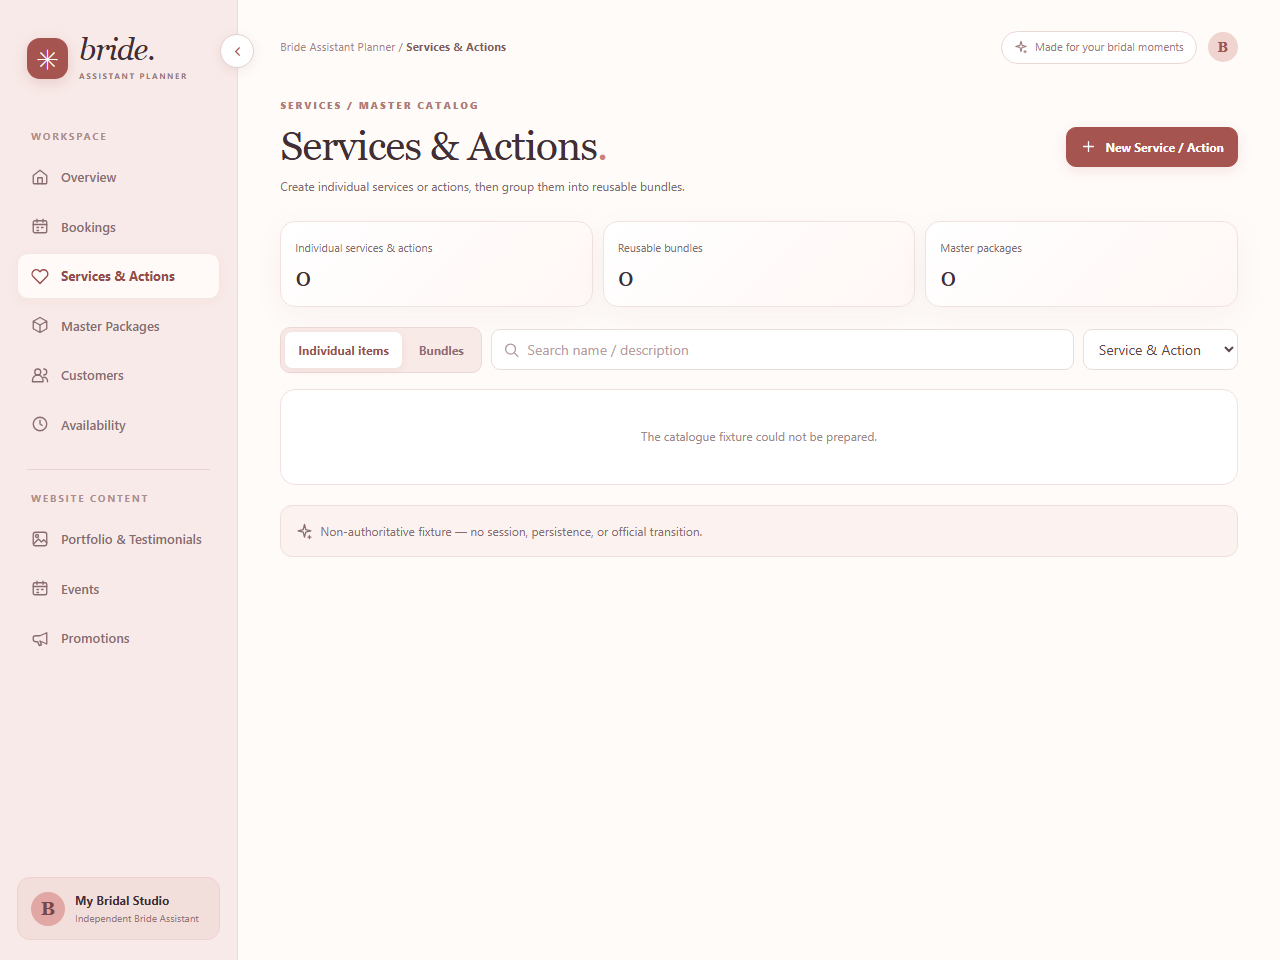 bride.
ASSISTANT PLANNER
WORKSPACE
Overview
Bookings
Services & Actions
Master Packages
Customers
Availability
WEBSITE CONTENT
Portfolio & Testimonials
Events
Promotions
B
My Bridal Studio
Independent Bride Assistant
Bride Assistant Planner / Services & Actions
Made for your bridal moments
B
SERVICES / MASTER CATALOG
Services & Actions.
Create individual services or actions, then group them into reusable bundles.
New Service / Action
Individual services & actions
0
Reusable bundles
0
Master packages
0
Individual items
Bundles
Search name / description
Service & Action
The catalogue fixture could not be prepared.
Non-authoritative fixture — no session, persistence, or official transition.